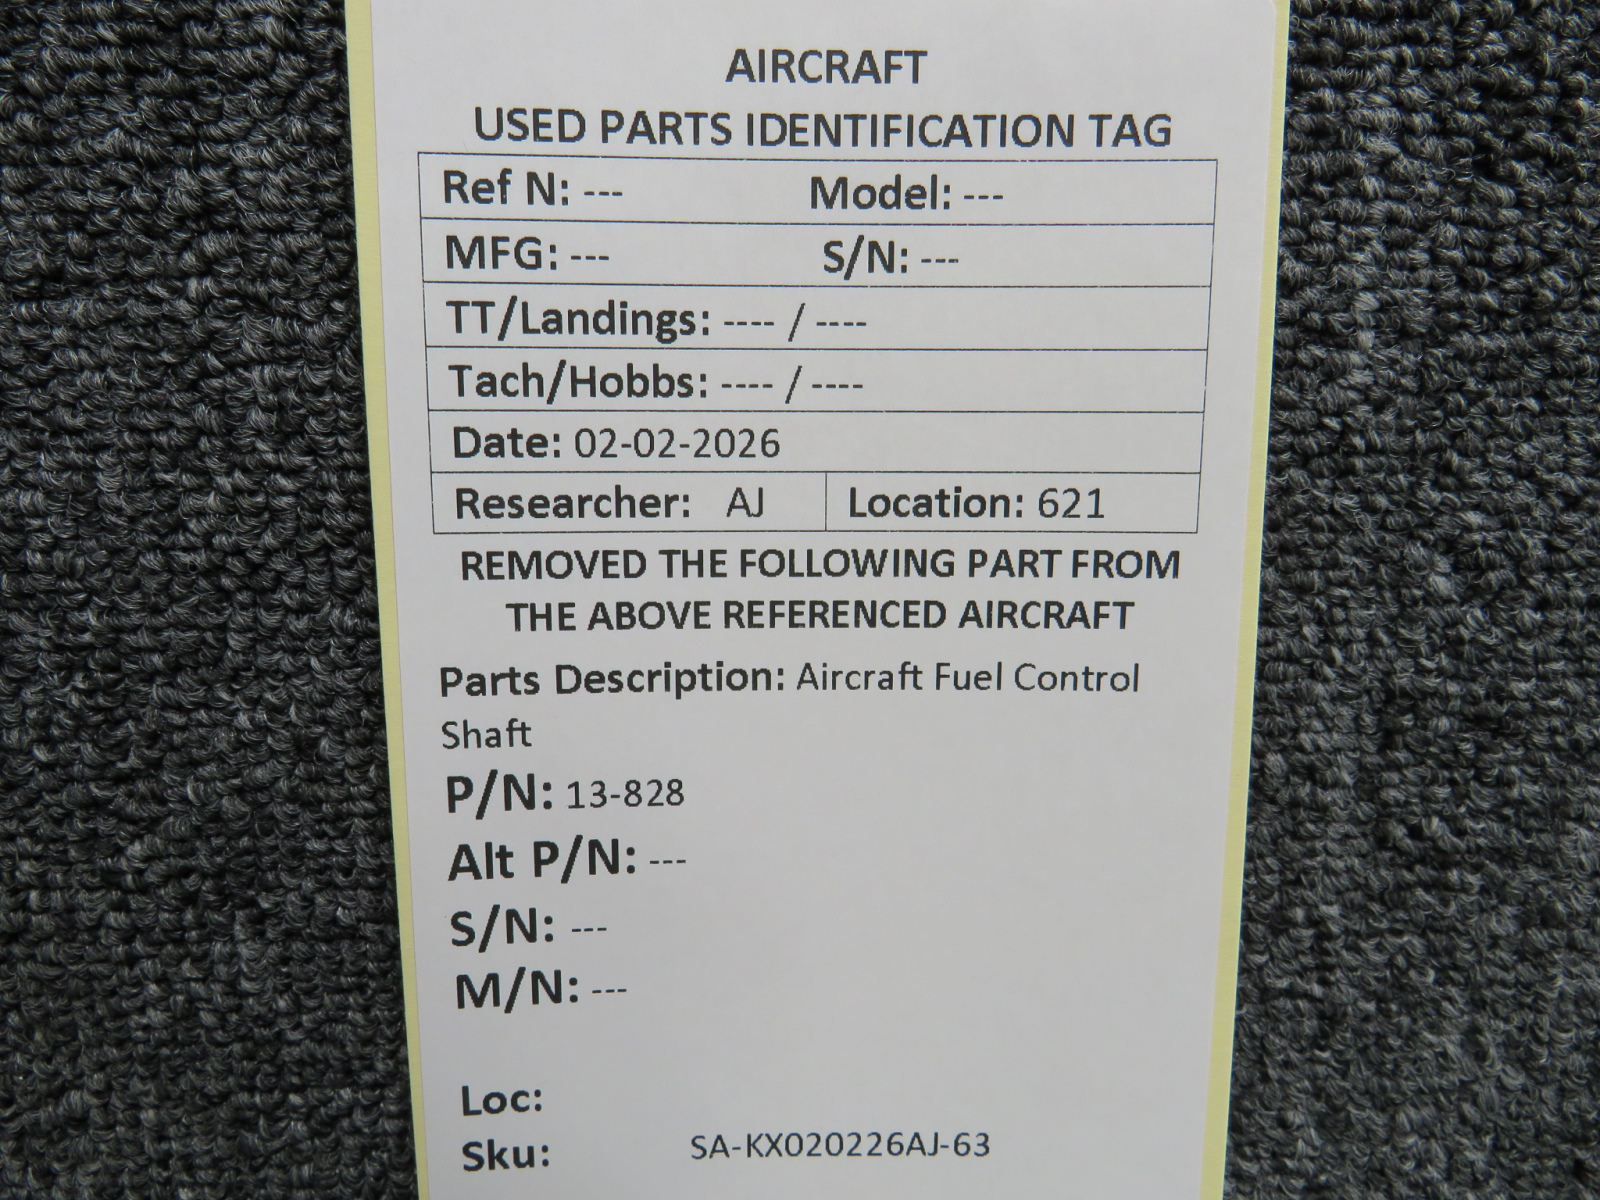 AIRCRAFT
USED PARTS IDENTIFICATION TAG
Ref N: --- Model: ---
MFG: --- S/N: ---
TT/Landings: ---- / ----
Tach/Hobbs: ---- / ----
Date: 02-02-2026
Researcher: AJ Location: 621
REMOVED THE FOLLOWING PART FROM
THE ABOVE REFERENCED AIRCRAFT
Parts Description: Aircraft Fuel Control
Shaft
P/N: 13-828
Alt P/N: ---
S/N: ---
M/N: ---
Loc:
Sku: SA-KX020226AJ-63